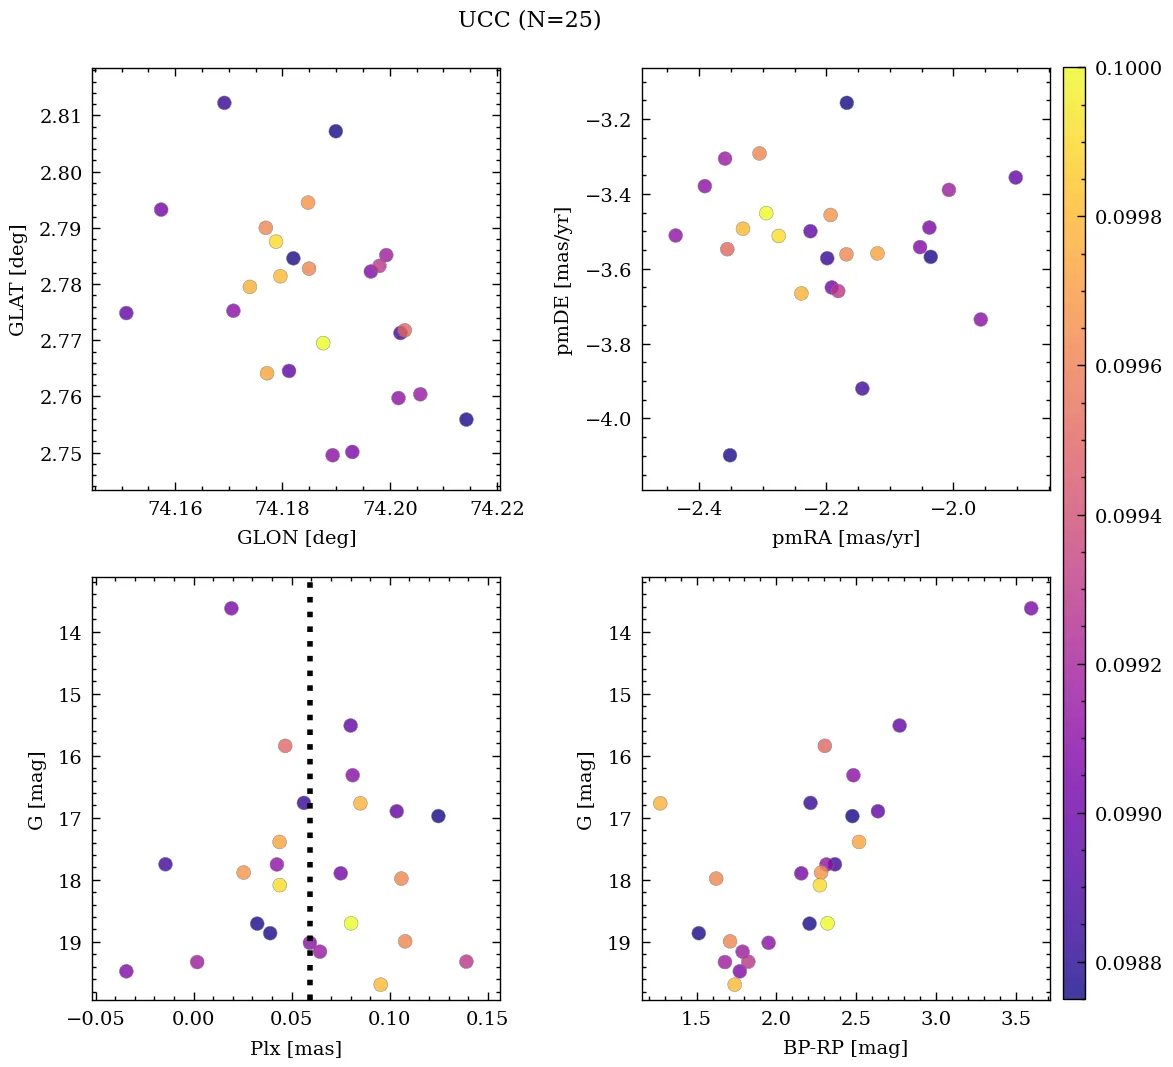 UCC (N=25)
2.81
2.80
2.79
2.78
2.77
2.76
2.75
GLAT [deg]
74.16 74.18 74.20 74.22
GLON [deg]
−3.2
−3.4
−3.6
−3.8
−4.0
pmDE [mas/yr]
−2.4 −2.2 −2.0
pmRA [mas/yr]
14
15
16
17
18
19
G [mag]
−0.05 0.00 0.05 0.10 0.15
Plx [mas]
14
15
16
17
18
19
G [mag]
1.5 2.0 2.5 3.0 3.5
BP-RP [mag]
0.1000
0.0998
0.0996
0.0994
0.0992
0.0990
0.0988